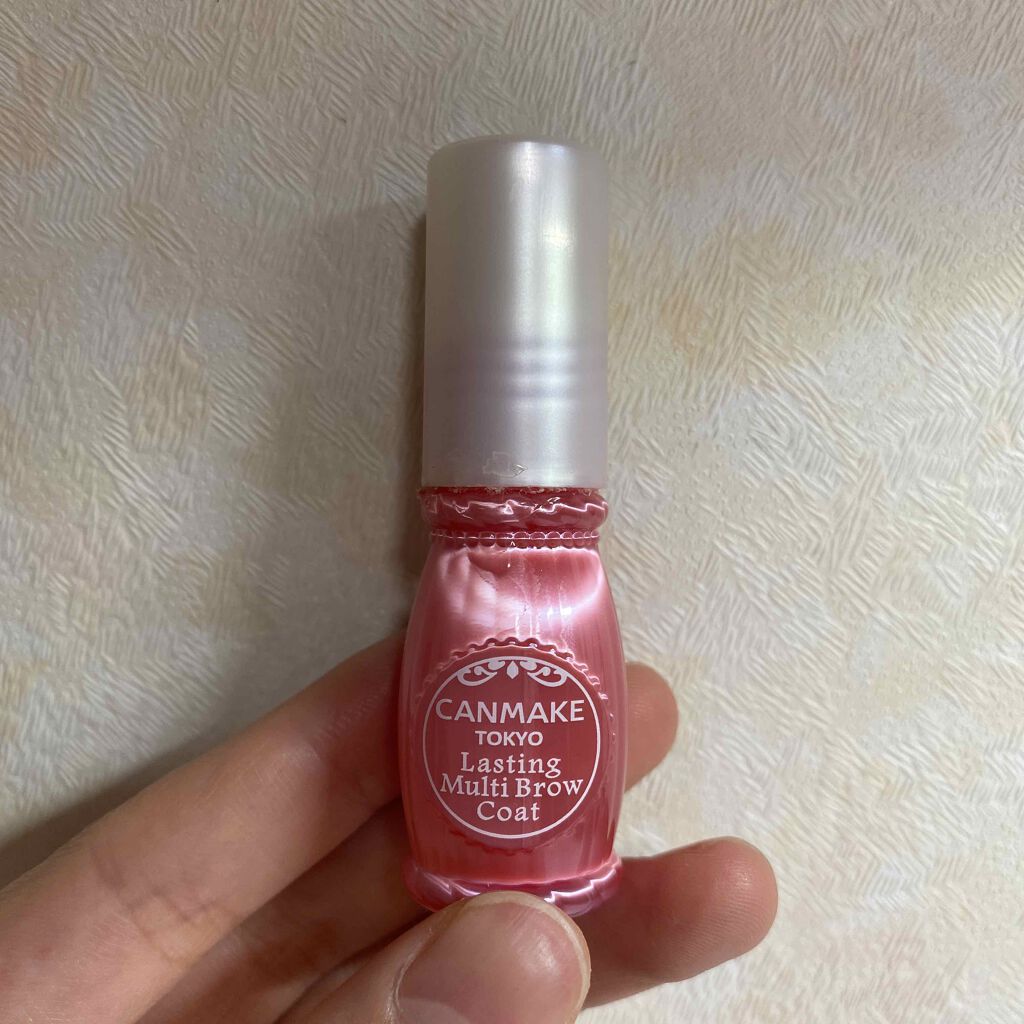 CANMAKE
TOKYO
Lasting
Multi Brow
Coat